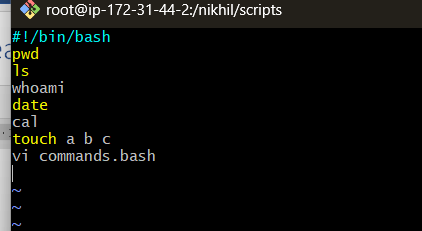 root@ip-172-31-44-2:/nikhil/scripts
#!/bin/bash
pwd
ls
whoami
date
cal
touch a b c
vi commands.bash
~
~
~